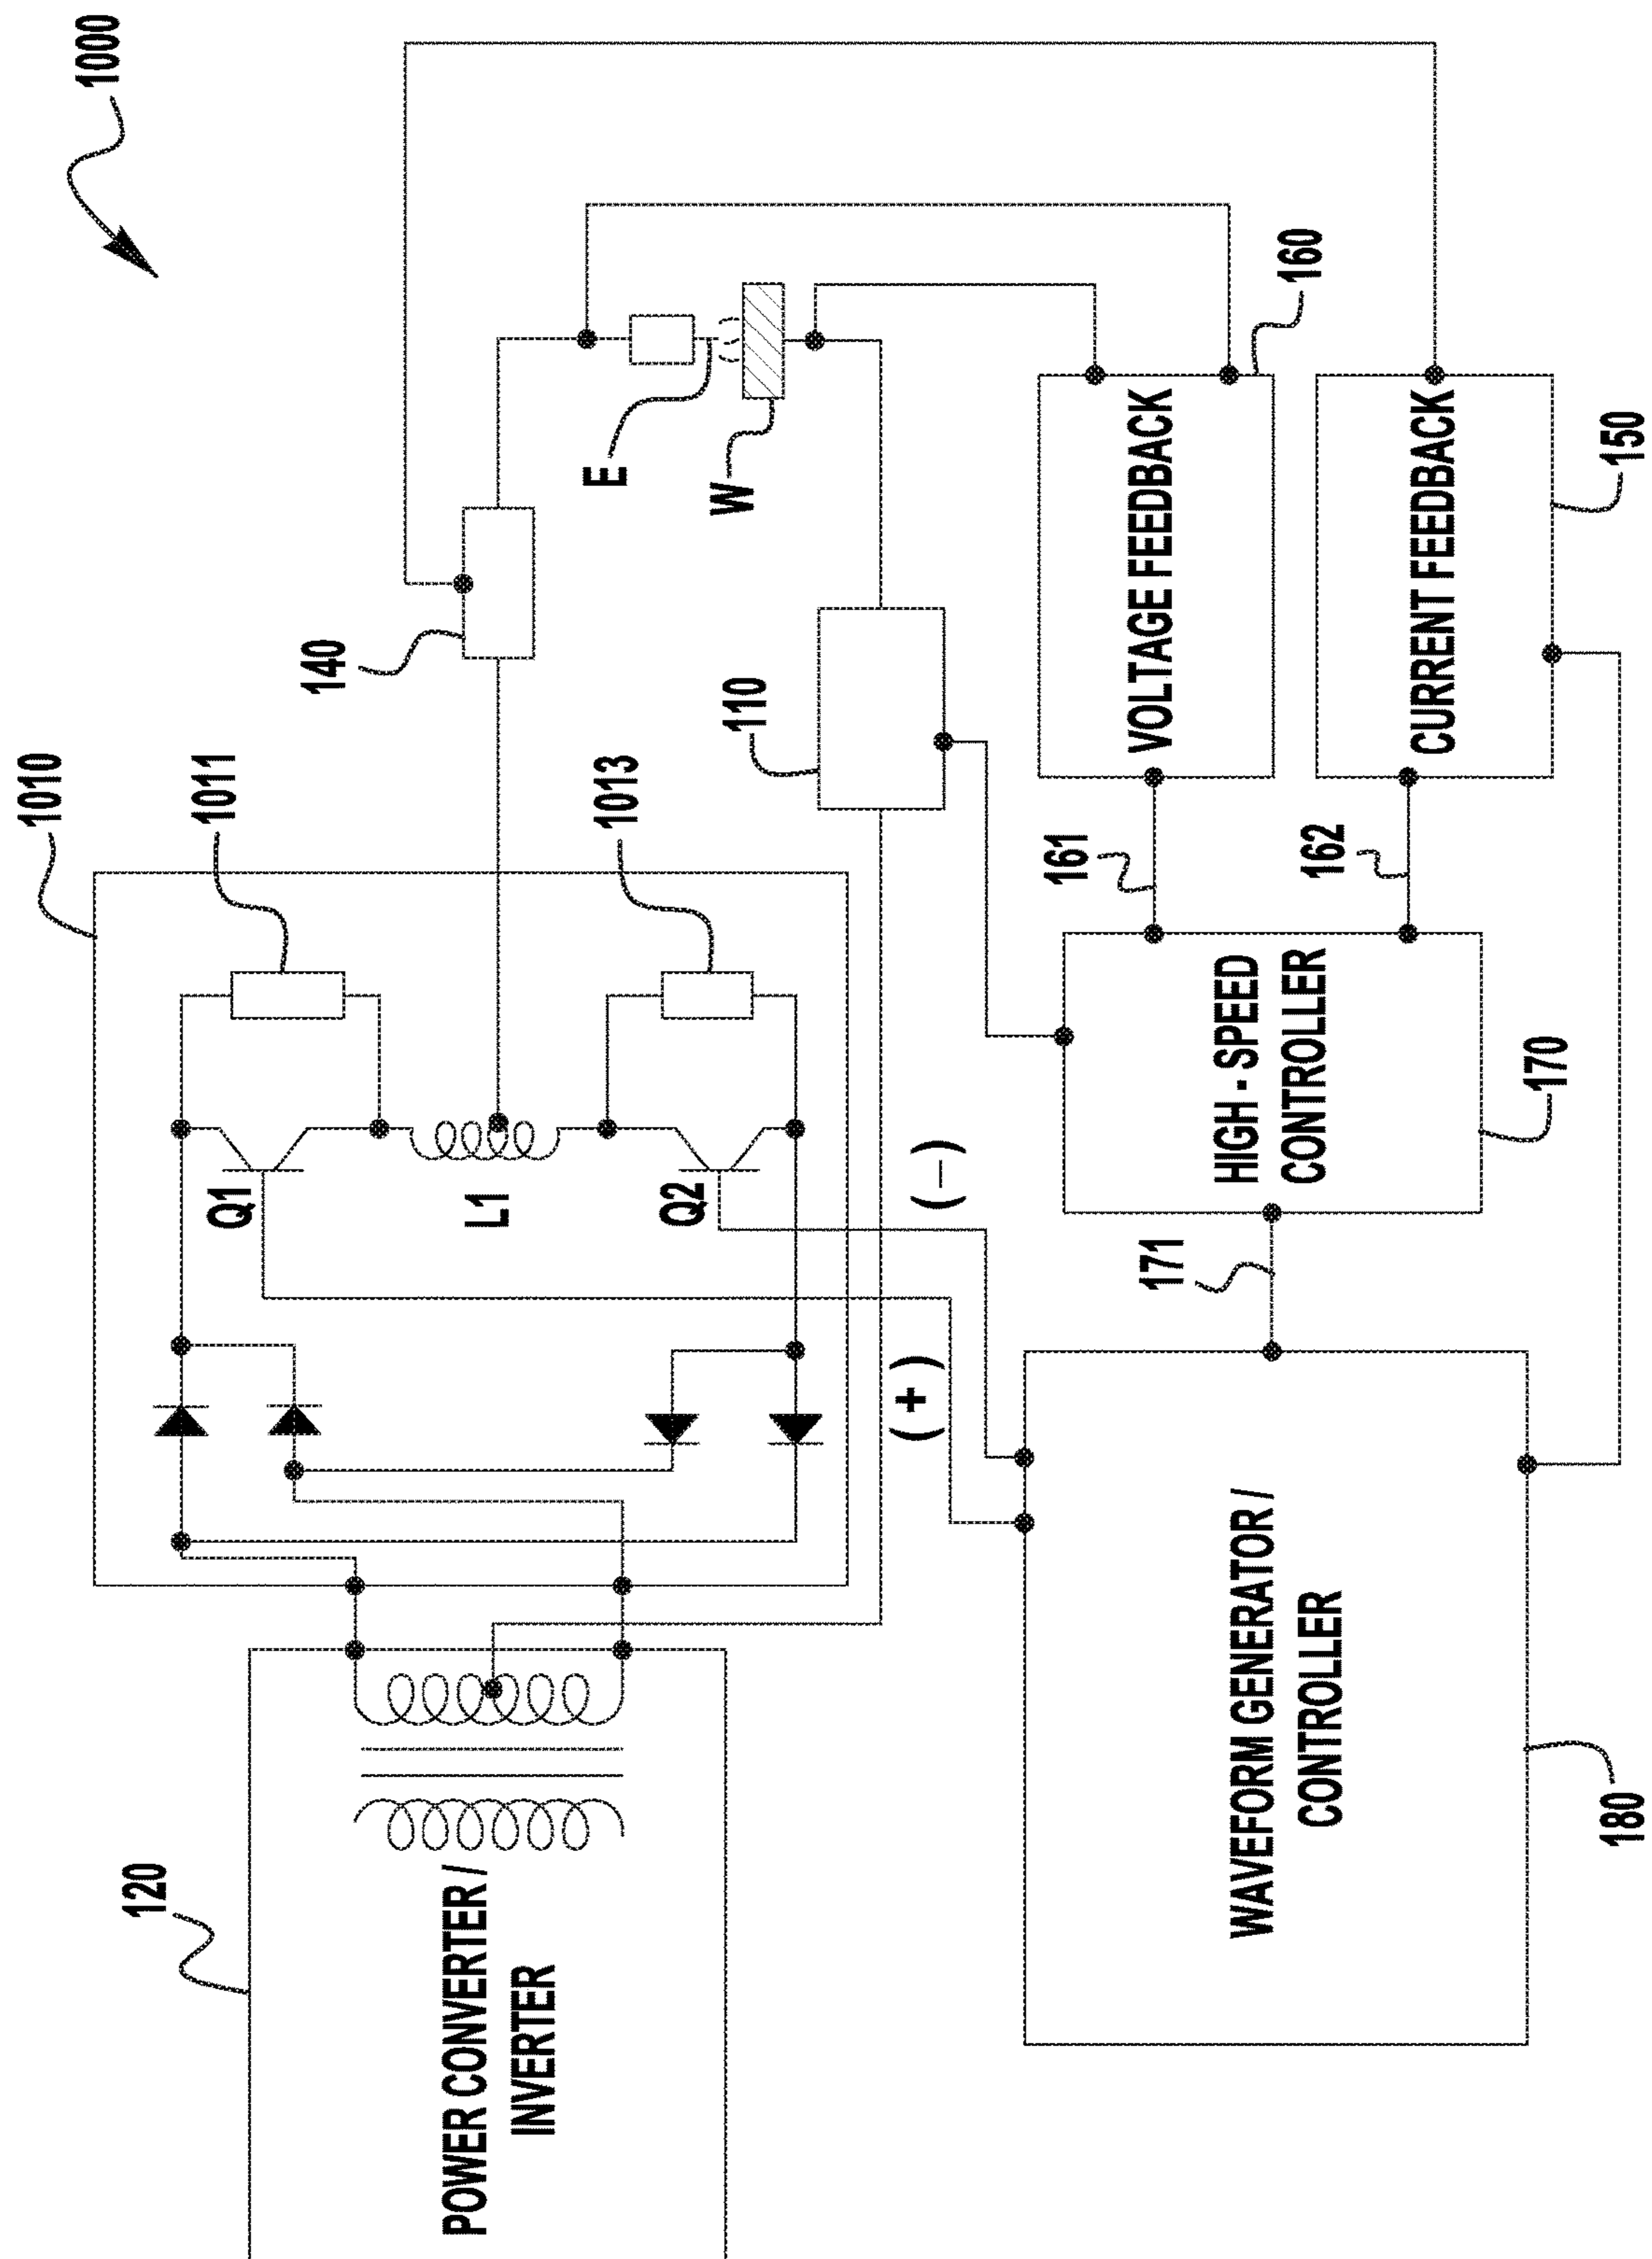 1000
1010
1011
1013
140
110
E
W
160
150
VOLTAGE FEEDBACK
CURRENT FEEDBACK
161
162
Q1
L1
Q2
HIGH - SPEED
CONTROLLER
170
171
( + )
( – )
120
POWER CONVERTER /
INVERTER
WAVEFORM GENERATOR /
CONTROLLER
180